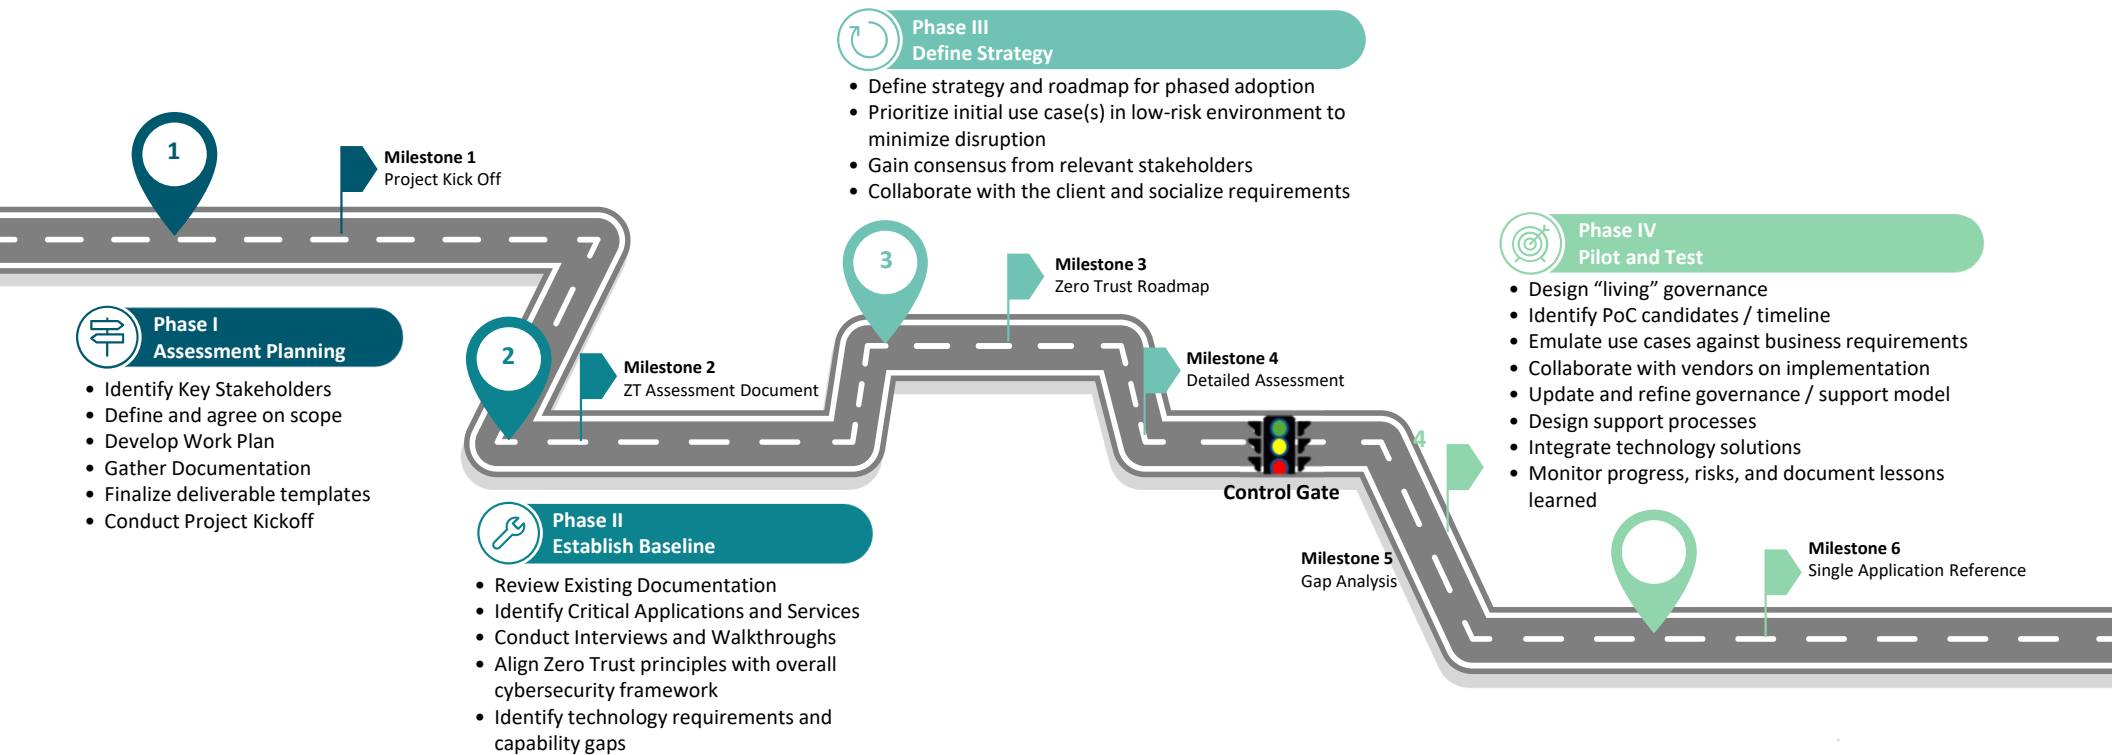 1
Milestone 1
Project Kick Off
Phase I
Assessment Planning
• Identify Key Stakeholders
• Define and agree on scope
• Develop Work Plan
• Gather Documentation
• Finalize deliverable templates
• Conduct Project Kickoff
2
Milestone 2
ZT Assessment Document
Phase II
Establish Baseline
• Review Existing Documentation
• Identify Critical Applications and Services
• Conduct Interviews and Walkthroughs
• Align Zero Trust principles with overall
cybersecurity framework
• Identify technology requirements and
capability gaps
Phase III
Define Strategy
• Define strategy and roadmap for phased adoption
• Prioritize initial use case(s) in low-risk environment to
minimize disruption
• Gain consensus from relevant stakeholders
• Collaborate with the client and socialize requirements
3
Milestone 3
Zero Trust Roadmap
Milestone 4
Detailed Assessment
Control Gate
4
Milestone 5
Gap Analysis
Phase IV
Pilot and Test
• Design “living” governance
• Identify PoC candidates / timeline
• Emulate use cases against business requirements
• Collaborate with vendors on implementation
• Update and refine governance / support model
• Design support processes
• Integrate technology solutions
• Monitor progress, risks, and document lessons
learned
Milestone 6
Single Application Reference